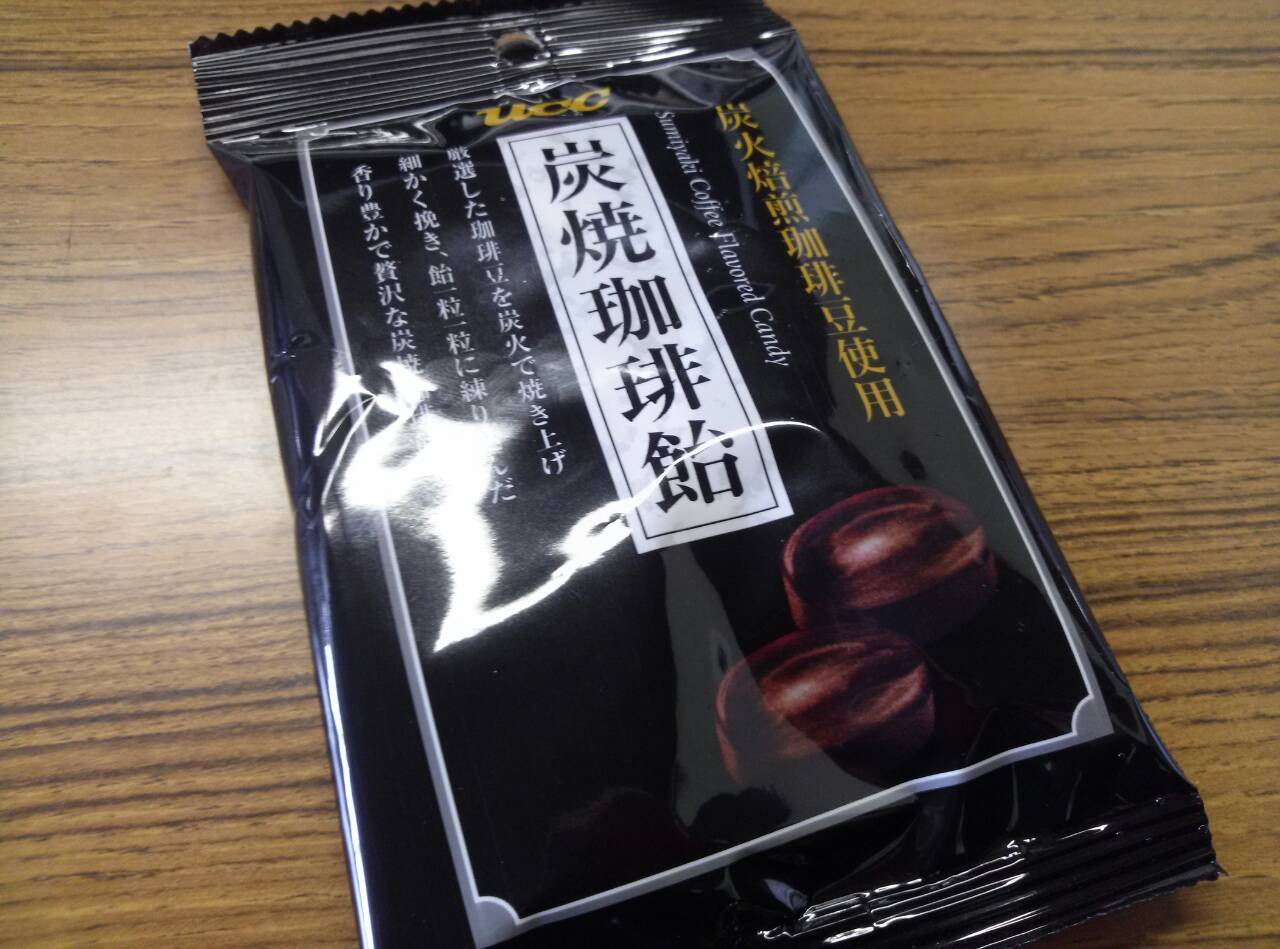 ucc
炭火焙煎珈琲豆使用
Sumiyaki Coffee Flavored Candy
炭焼珈琲飴
厳選した珈琲豆を炭火で焼き上げ
細かく挽き、飴一粒一粒に練り んだ
香り豊かで贅沢な炭焼